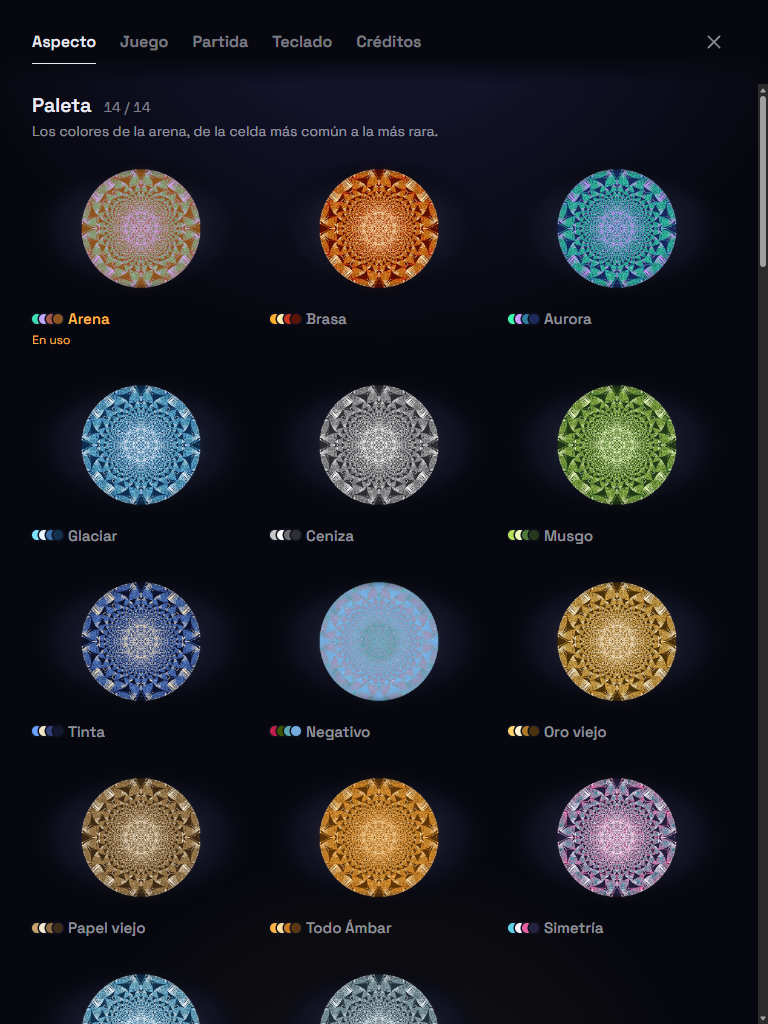 Aspecto Juego Partida Teclado Créditos
Paleta 14 / 14
Los colores de la arena, de la celda más común a la más rara.
Arena Brasa Aurora
En uso
Glaciar Ceniza Musgo
Tinta Negativo Oro viejo
Papel viejo Todo Ámbar Simetría